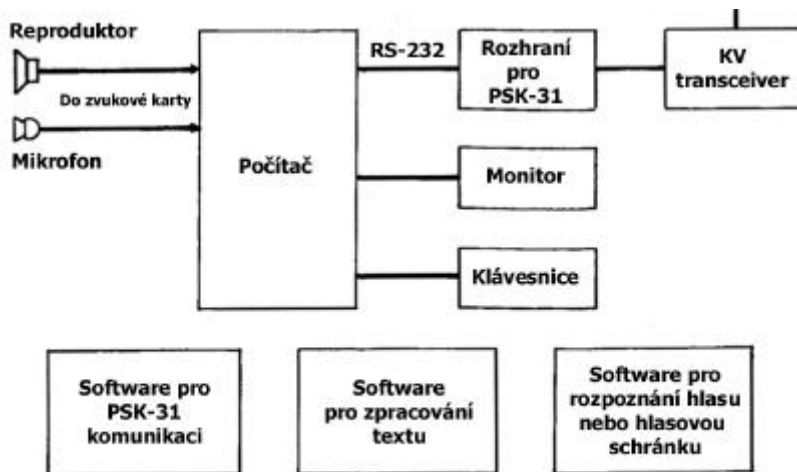 Reproduktor
Do zvukové karty
Mikrofon
Počítač
RS-232
Rozhraní
pro
PSK-31
KV
transceiver
Monitor
Klávesnice
Software pro
PSK-31
komunikaci
Software
pro zpracování
textu
Software pro
rozpoznání hlasu
nebo hlasovou
schránku